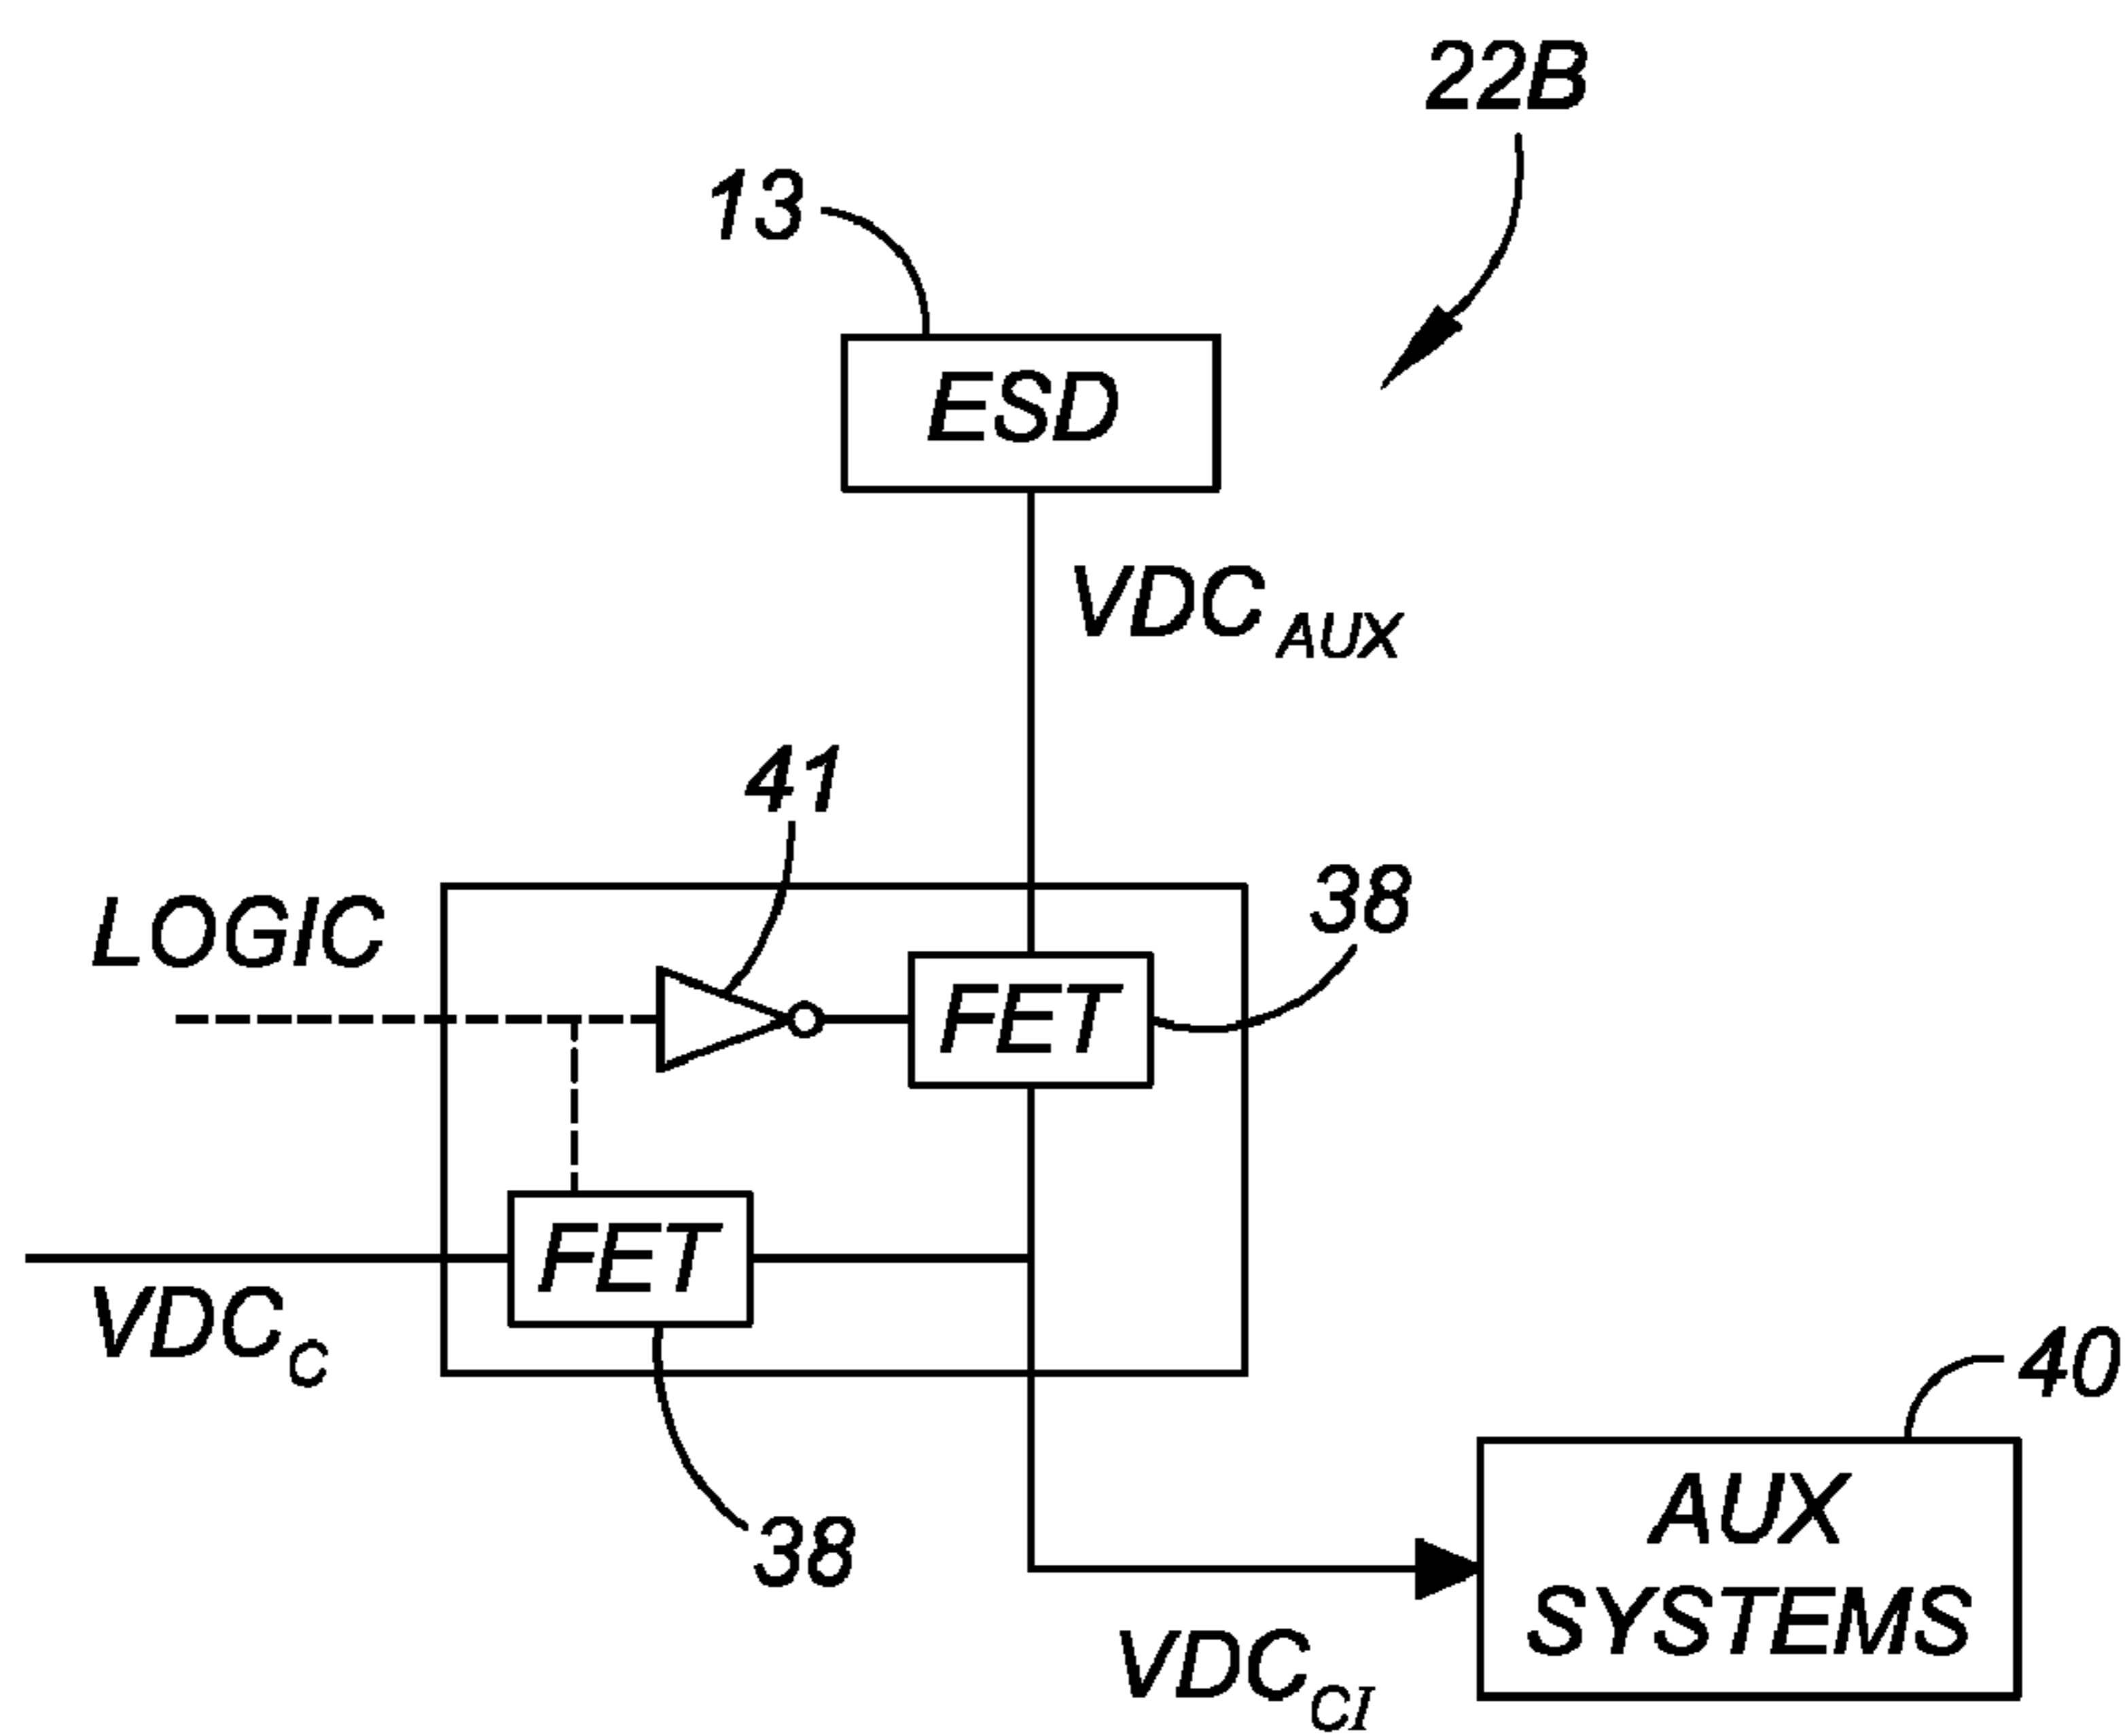 22B
13
ESD
VDC AUX
41
38
LOGIC
FET
FET
VDC C
40
38
AUX
SYSTEMS
VDC CI